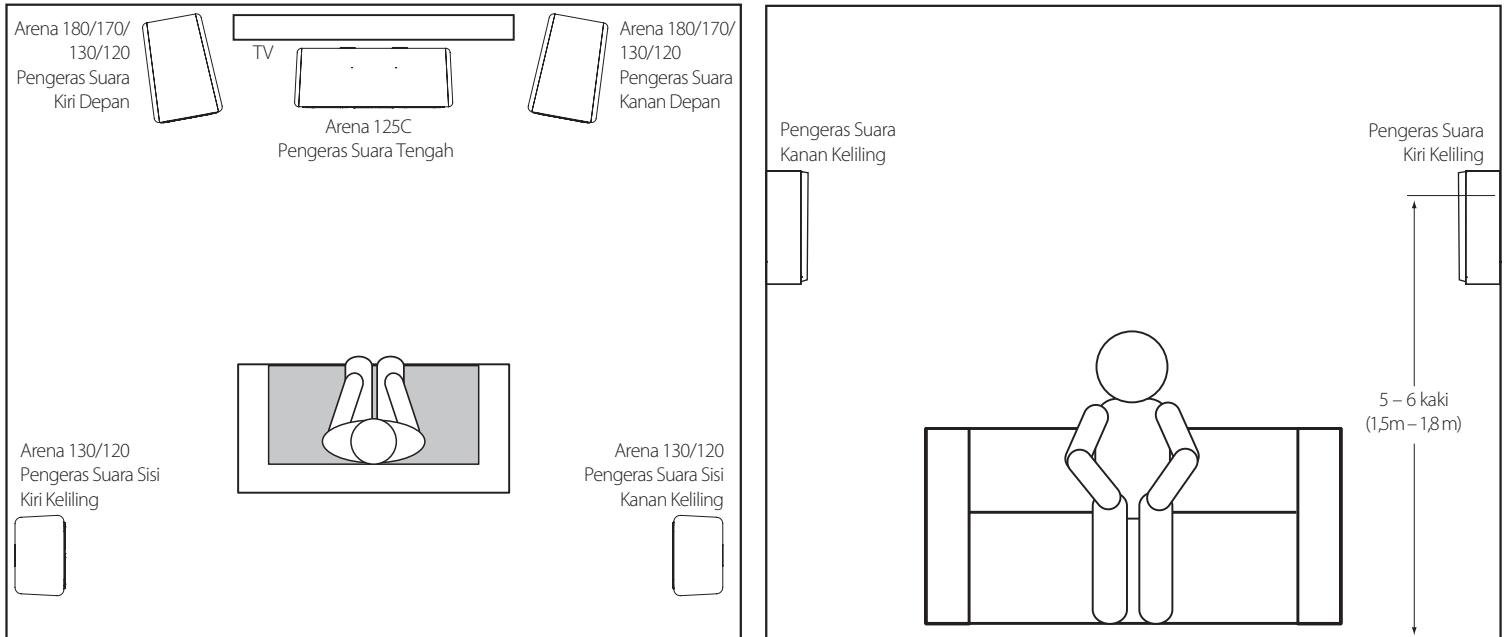 Arena 180/170/
130/120
Pengeras Suara
Kiri Depan
TV
Arena 125C
Pengeras Suara Tengah
Arena 180/170/
130/120
Pengeras Suara
Kanan Depan
Arena 130/120
Pengeras Suara Sisi
Kiri Keliling
Arena 130/120
Pengeras Suara Sisi
Kanan Keliling
Pengeras Suara
Kanan Keliling
Pengeras Suara
Kiri Keliling
5 – 6 kaki
(1,5m – 1,8 m)